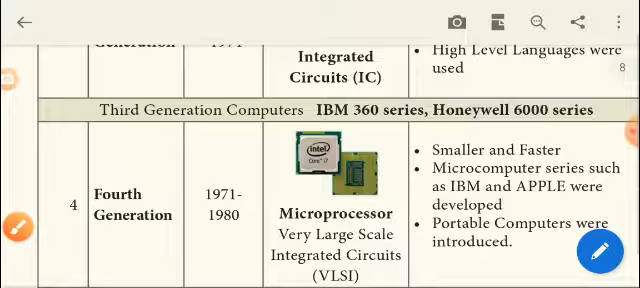 Integrated
Circuits (IC)
High Level Languages were
used
8
Third Generation Computers IBM 360 series, Honeywell 6000 series
4
Fourth
Generation
1971-
1980
intel
Core i7
Microprocessor
Very Large Scale
Integrated Circuits
(VLSI)
Smaller and Faster
Microcomputer series such
as IBM and APPLE were
developed
Portable Computers were
introduced.